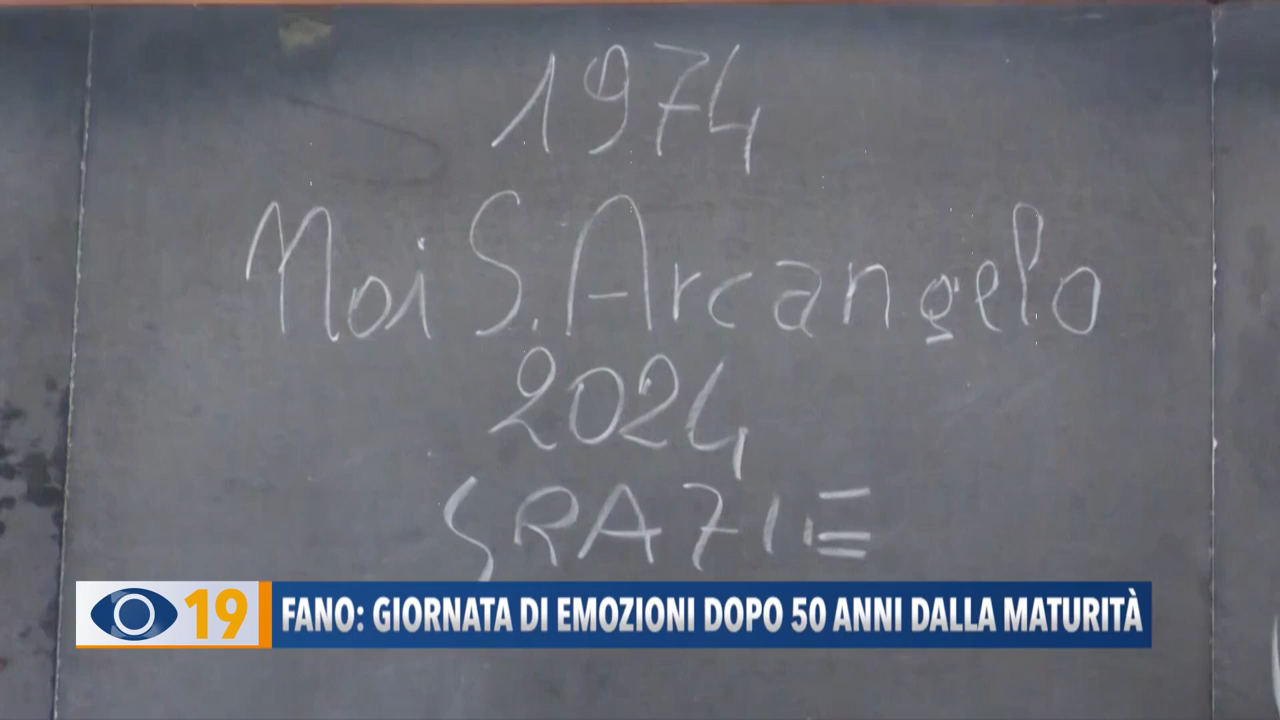 1974
Noi S. Arcangelo
2024
GRAZIE
19 FANO: GIORNATA DI EMOZIONI DOPO 50 ANNI DALLA MATURITÀ